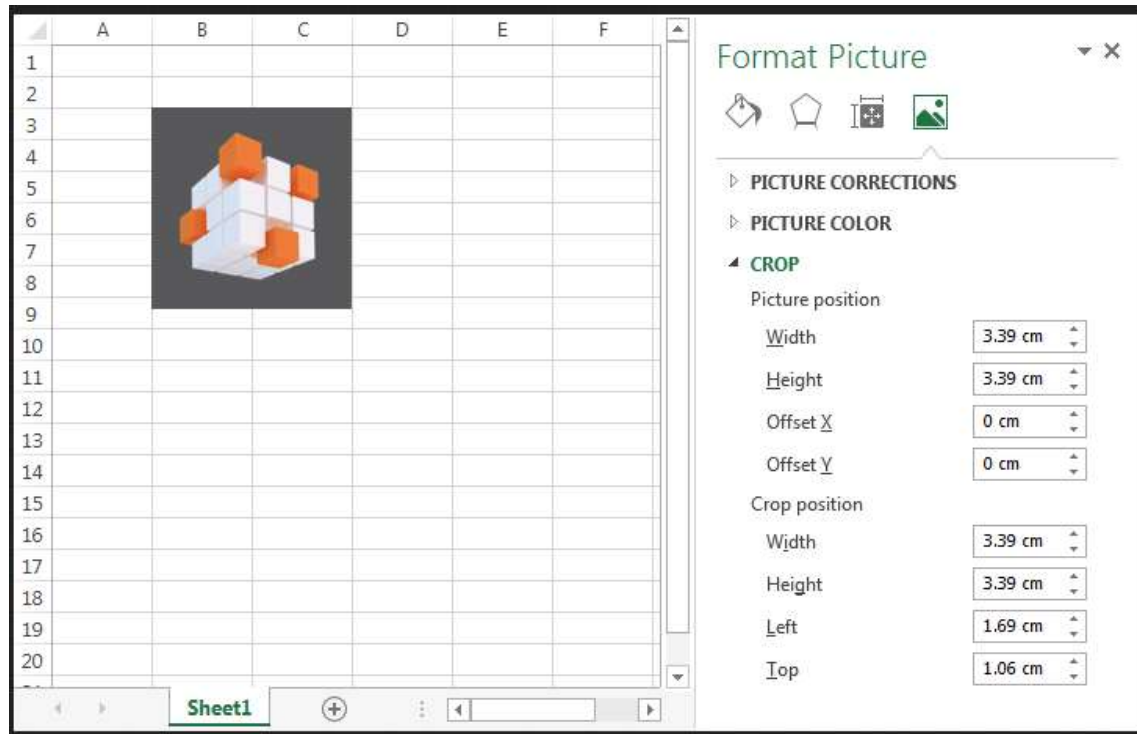 A B C D E F
1
2
3
4
5
6
7
8
9
10
11
12
13
14
15
16
17
18
19
20
Sheet1
Format Picture
PICTURE CORRECTIONS
PICTURE COLOR
CROP
Picture position
Width 3.39 cm
Height 3.39 cm
Offset X 0 cm
Offset Y 0 cm
Crop position
Width 3.39 cm
Height 3.39 cm
Left 1.69 cm
Top 1.06 cm